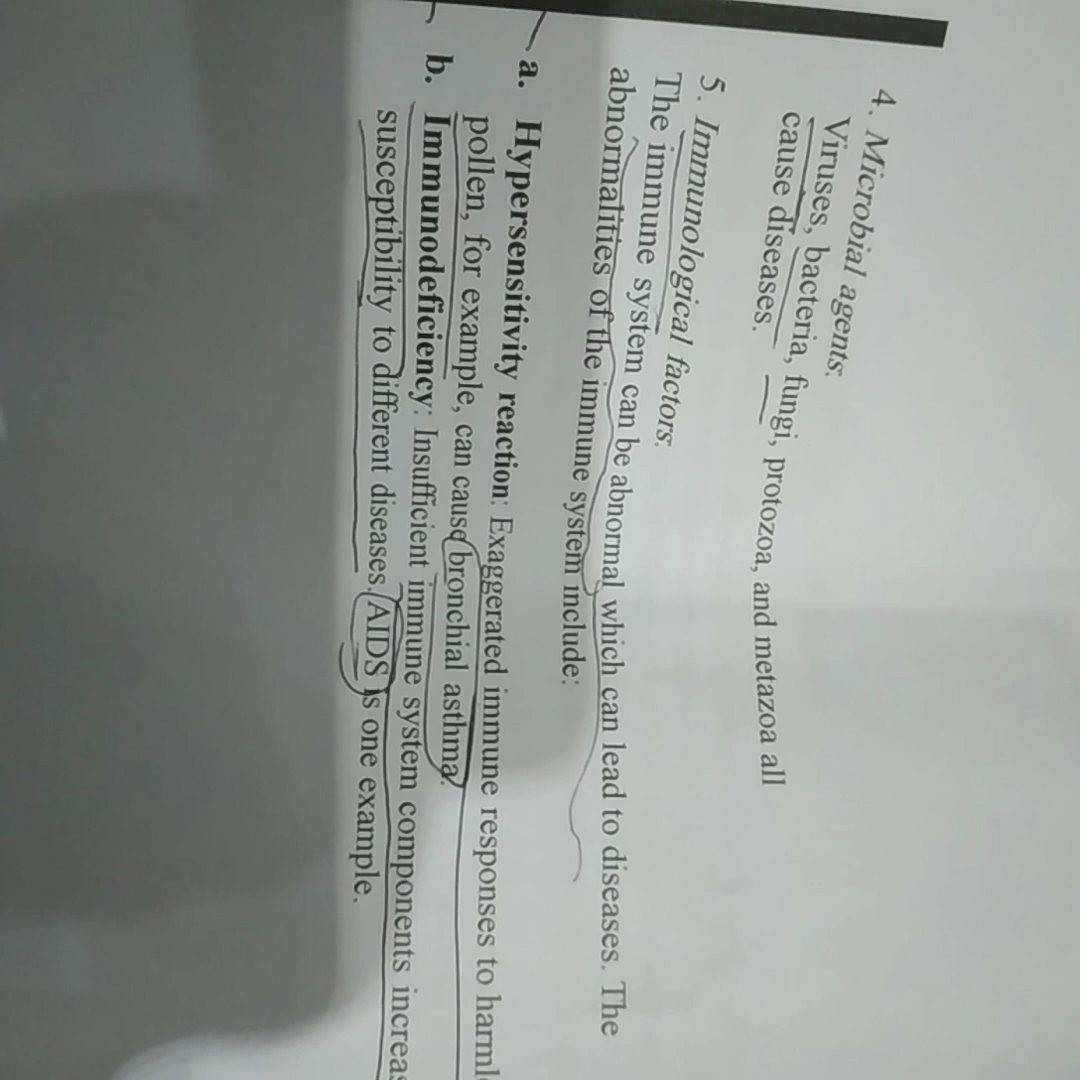 4. Microbial agents:
Viruses, bacteria, fungi, protozoa, and metazoa all
cause diseases.
5. Immunological factors:
The immune system can be abnormal, which can lead to diseases. The
abnormalities of the immune system include:
a. Hypersensitivity reaction: Exaggerated immune responses to
pollen, for example, can cause bronchial asthma.
b. Immunodeficiency: Insufficient immune system components
susceptibility to different diseases. AIDS is one example.